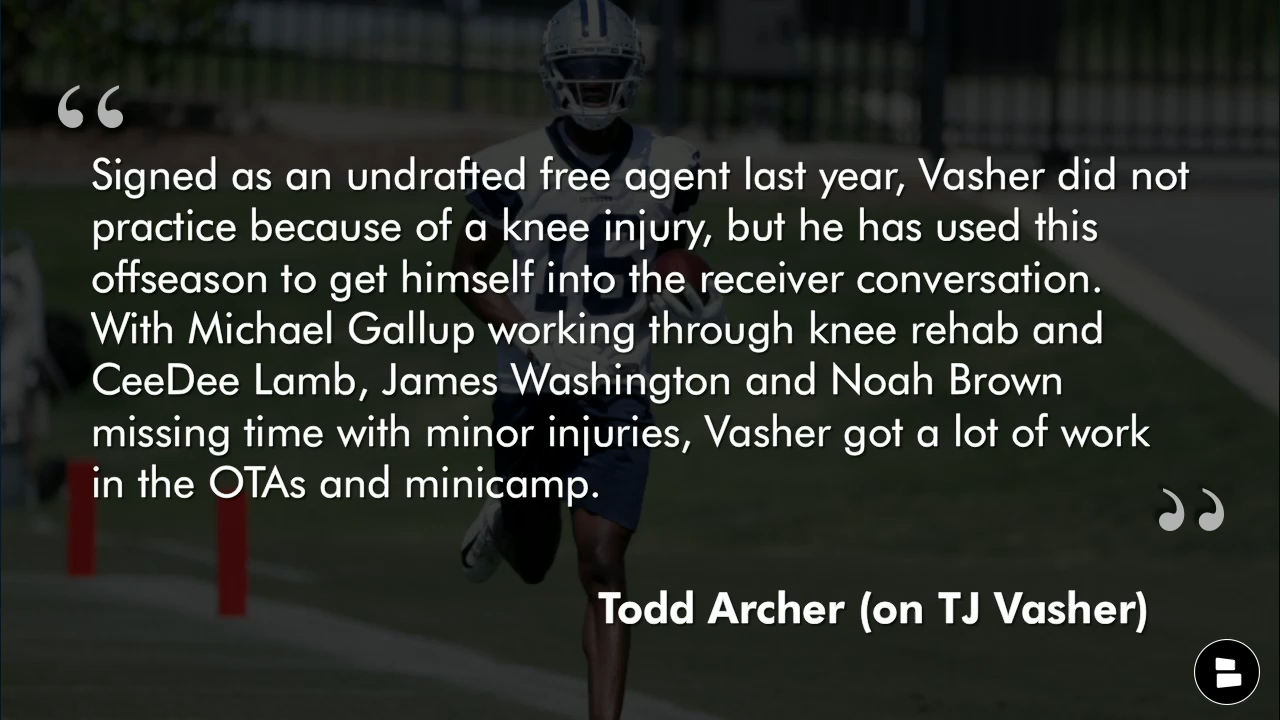 “
Signed as an undrafted free agent last year, Vasher did not
practice because of a knee injury, but he has used this
offseason to get himself into the receiver conversation.
With Michael Gallup working through knee rehab and
CeeDee Lamb, James Washington and Noah Brown
missing time with minor injuries, Vasher got a lot of work
in the OTAs and minicamp.
”
Todd Archer (on TJ Vasher)